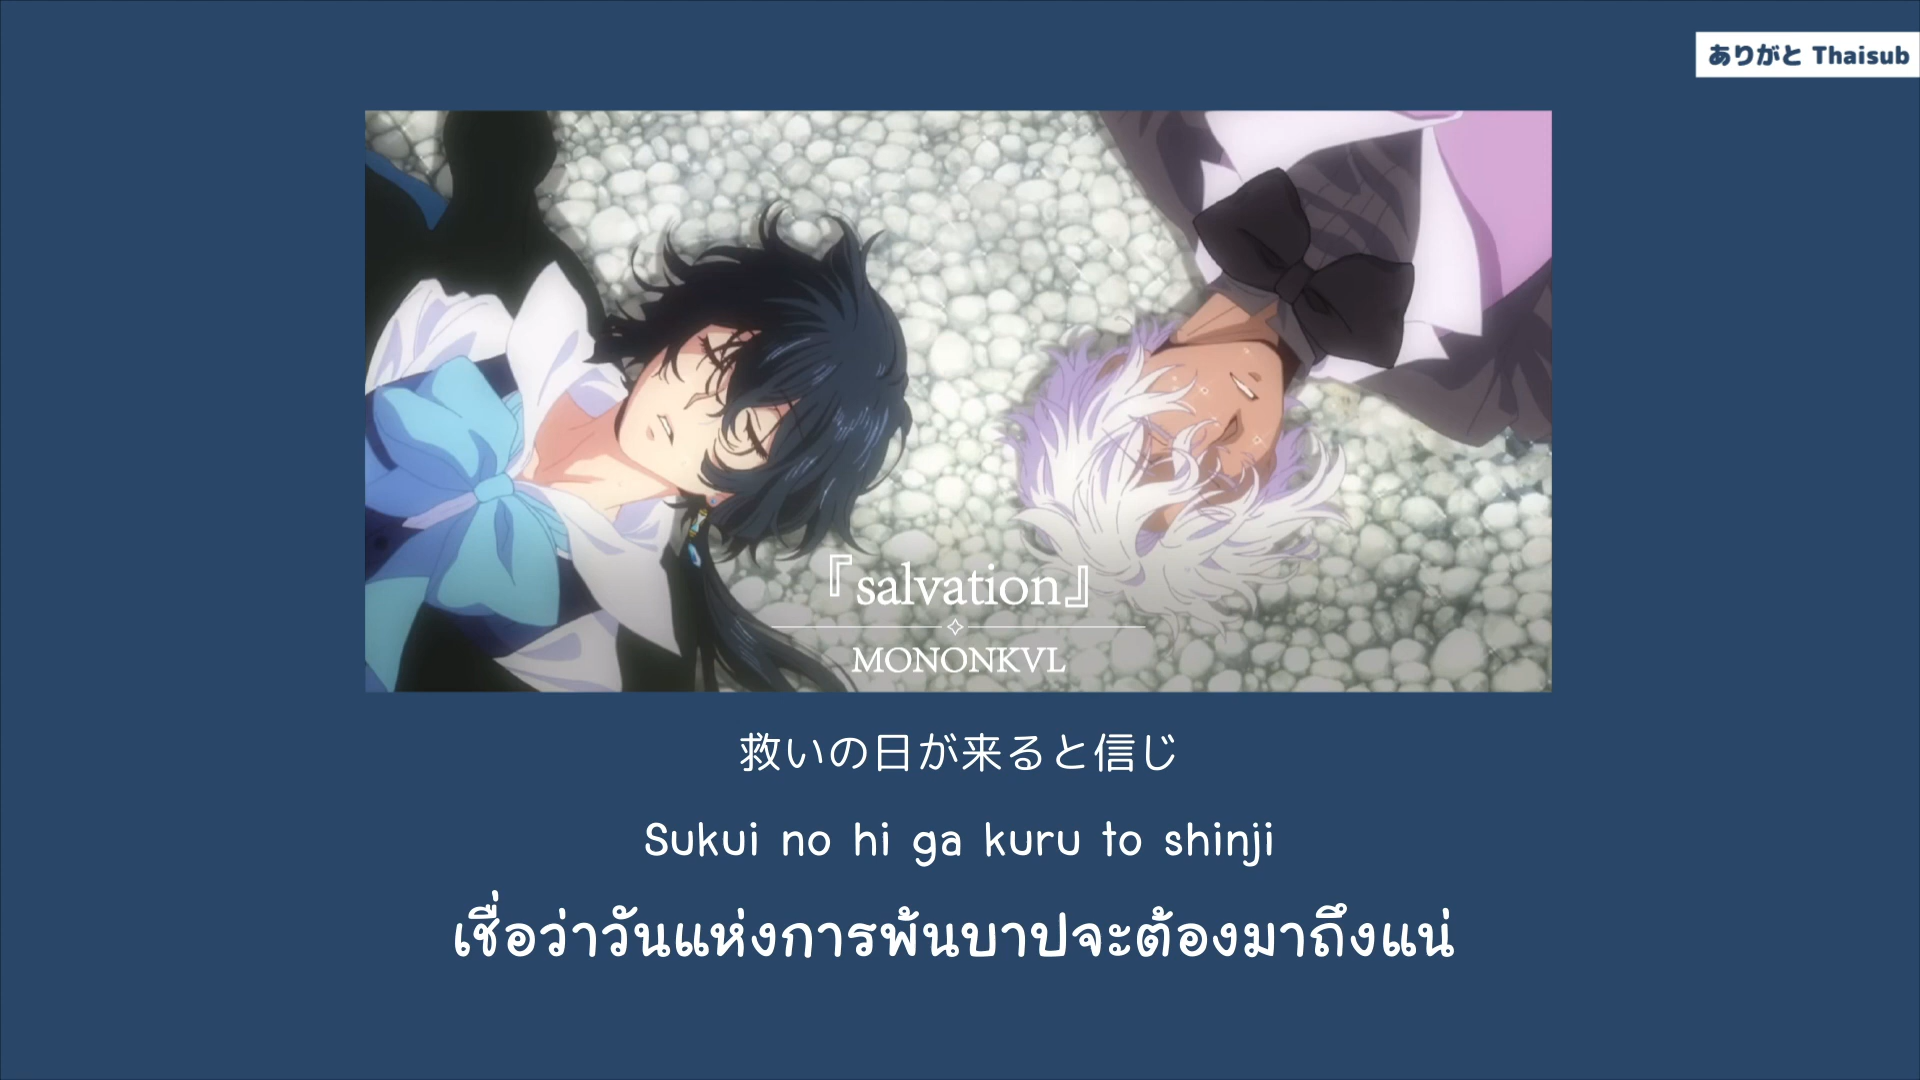 ありがと Thaisub
『salvation』
MONONKVL
救いの日が来ると信じ
Sukui no hi ga kuru to shinji
เชื่อว่าวันแห่งการพ้นบาปจะต้องมาถึงแน่